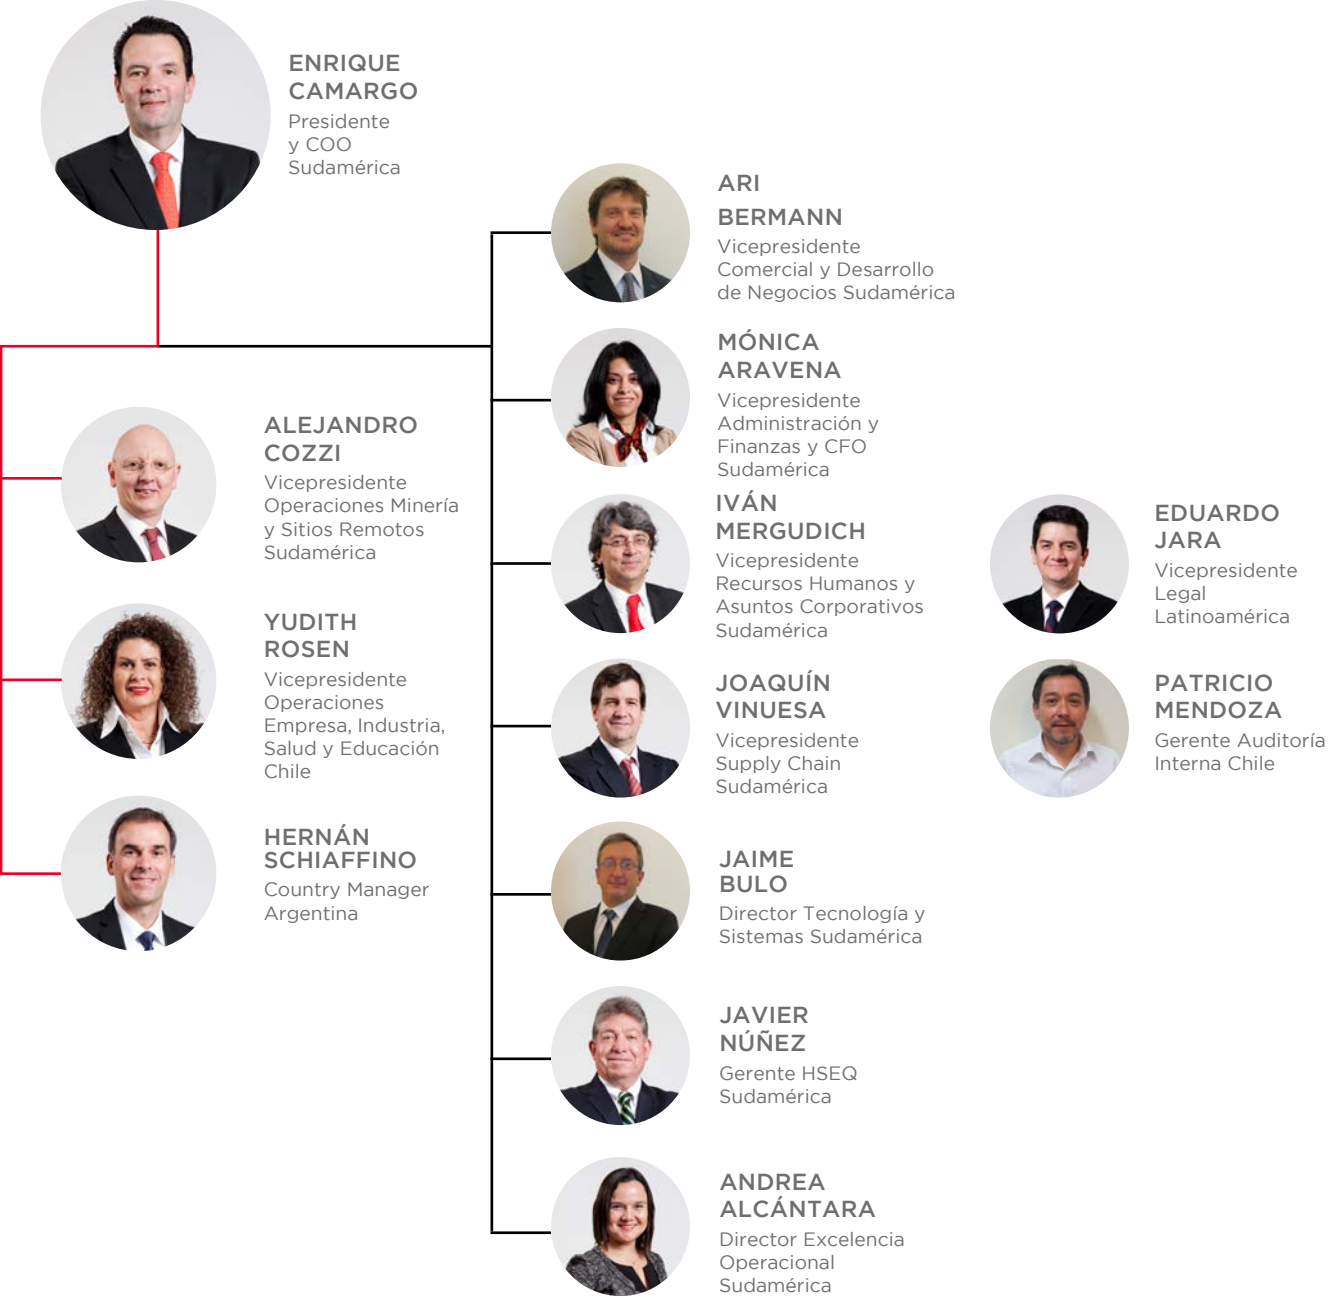 ENRIQUE
CAMARGO
Presidente
y COO
Sudamérica
ALEJANDRO
COZZI
Vicepresidente
Operaciones Minería
y Sitios Remotos
Sudamérica
YUDITH
ROSEN
Vicepresidente
Operaciones
Empresa, Industria,
Salud y Educación
Chile
HERNÁN
SCHIAFFINO
Country Manager
Argentina
ARI
BERMANN
Vicepresidente
Comercial y Desarrollo
de Negocios Sudamérica
MÓNICA
ARAVENA
Vicepresidente
Administración y
Finanzas y CFO
Sudamérica
IVÁN
MERGUDICH
Vicepresidente
Recursos Humanos y
Asuntos Corporativos
Sudamérica
JOAQUÍN
VINUESA
Vicepresidente
Supply Chain
Sudamérica
JAIME
BULO
Director Tecnología y
Sistemas Sudamérica
JAVIER
NÚÑEZ
Gerente HSEQ
Sudamérica
ANDREA
ALCÁNTARA
Director Excelencia
Operacional
Sudamérica
EDUARDO
JARA
Vicepresidente
Legal
Latinoamérica
PATRICIO
MENDOZA
Gerente Auditoría
Interna Chile